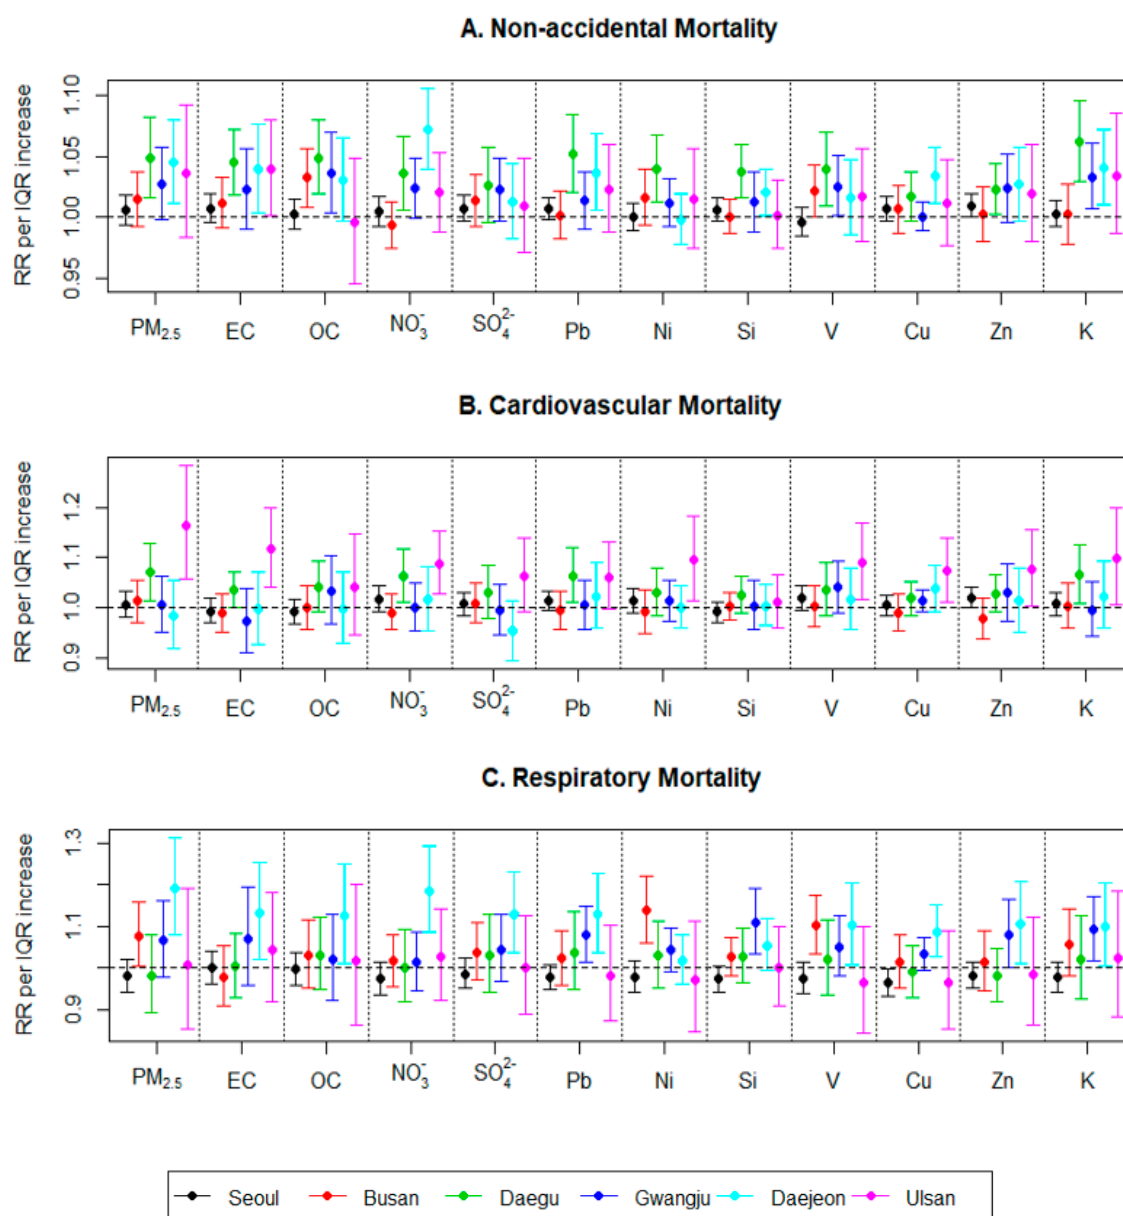 A. Non-accidental Mortality
RR per IQR increase
1.10
1.05
1.00
0.95
PM2.5 EC OC NO3- SO42- Pb Ni Si V Cu Zn K
B. Cardiovascular Mortality
RR per IQR increase
1.2
1.1
1.0
0.9
PM2.5 EC OC NO3- SO42- Pb Ni Si V Cu Zn K
C. Respiratory Mortality
RR per IQR increase
1.3
1.1
0.9
PM2.5 EC OC NO3- SO42- Pb Ni Si V Cu Zn K
Seoul Busan Daegu Gwangju Daejeon Ulsan